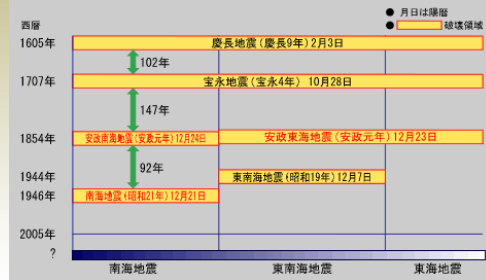 ● 月日は陽暦
● 破壊領域
西暦
1605年 慶長地震(慶長9年)2月3日
102年
1707年 宝永地震(宝永4年) 10月28日
147年
1854年 安政南海地震(安政元年)12月24日 安政東海地震(安政元年)12月23日
92年
1944年 東南海地震(昭和19年)12月7日
1946年 南海地震(昭和21年)12月21日
2005年
?
南海地震 東南海地震 東海地震